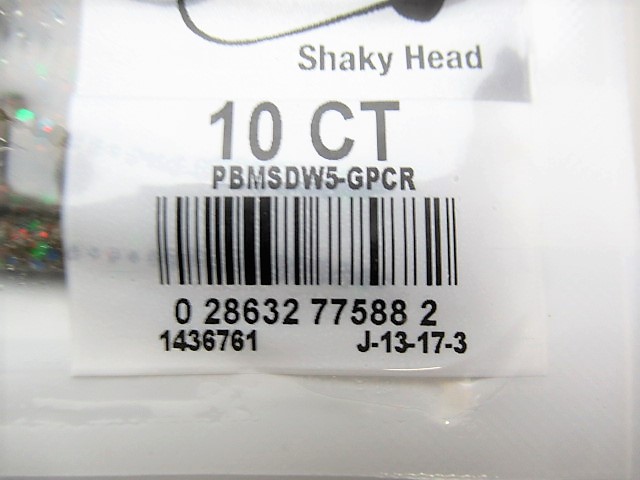 Shaky Head
10 CT
PBMSDW5-GPCR
0 28632 77588 2
1436761 J-13-17-3